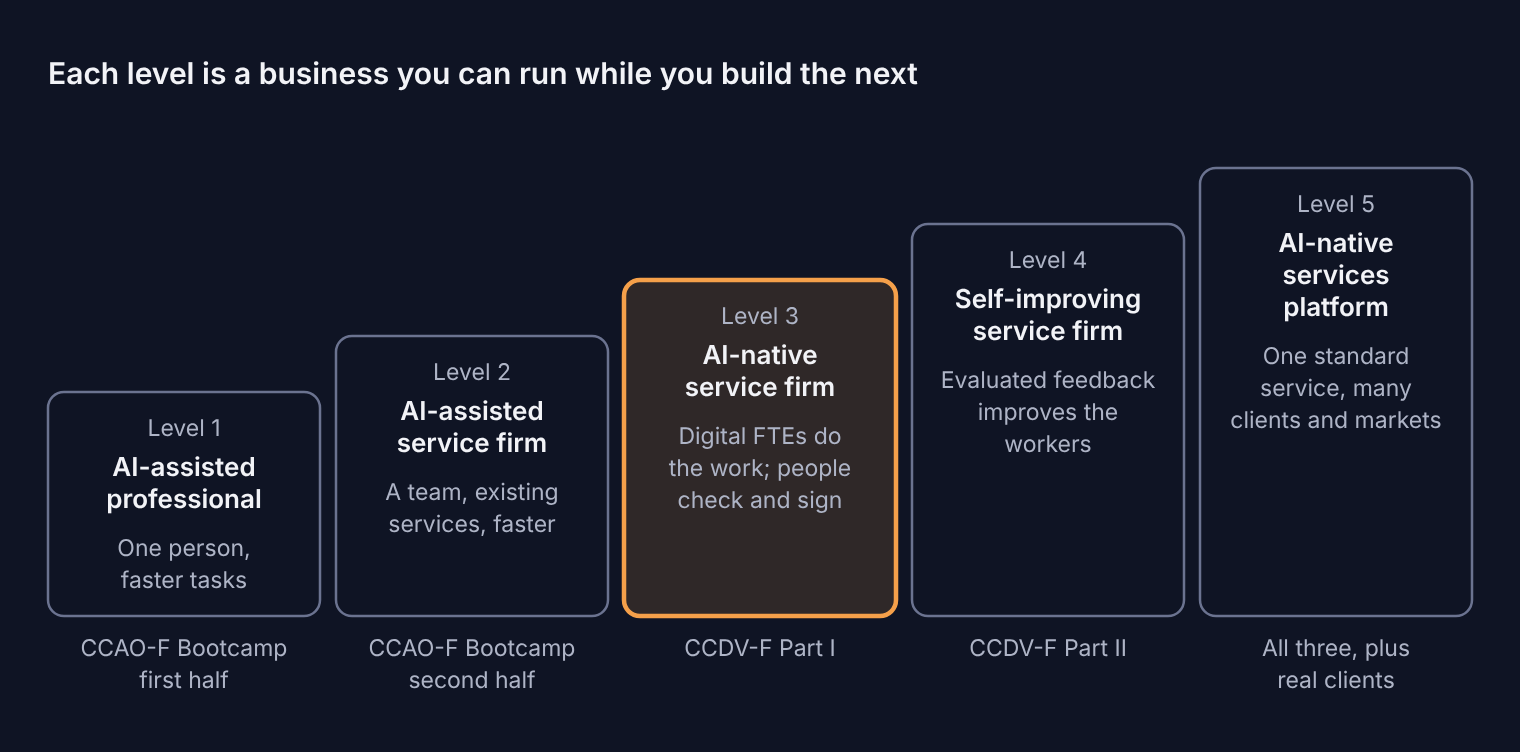 Each level is a business you can run while you build the next
Level 1
AI-assisted
professional
One person,
faster tasks
CCAO-F Bootcamp
first half
Level 2
AI-assisted
service firm
A team, existing
services, faster
CCAO-F Bootcamp
second half
Level 3
AI-native
service firm
Digital FTEs do
the work; people
check and sign
CCDV-F Part I
Level 4
Self-improving
service firm
Evaluated feedback
improves the
workers
CCDV-F Part II
Level 5
AI-native
services
platform
One standard
service, many
clients and markets
All three, plus
real clients